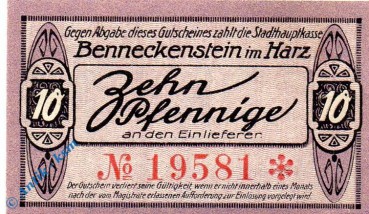 Gegen Abgabe dieses Gutscheines zahlt die Stadthauptkasse
Benneckenstein im Harz
10 Zehn 10
Pfennige
an den Einlieferer
№ 19581 *
Der Gutschein verliert seine Gültigkeit, wenn er nicht innerhalb eines Monats
nach der vom Magistrate erlassenen Aufforderung zur Einlösung vorgelegt wird.